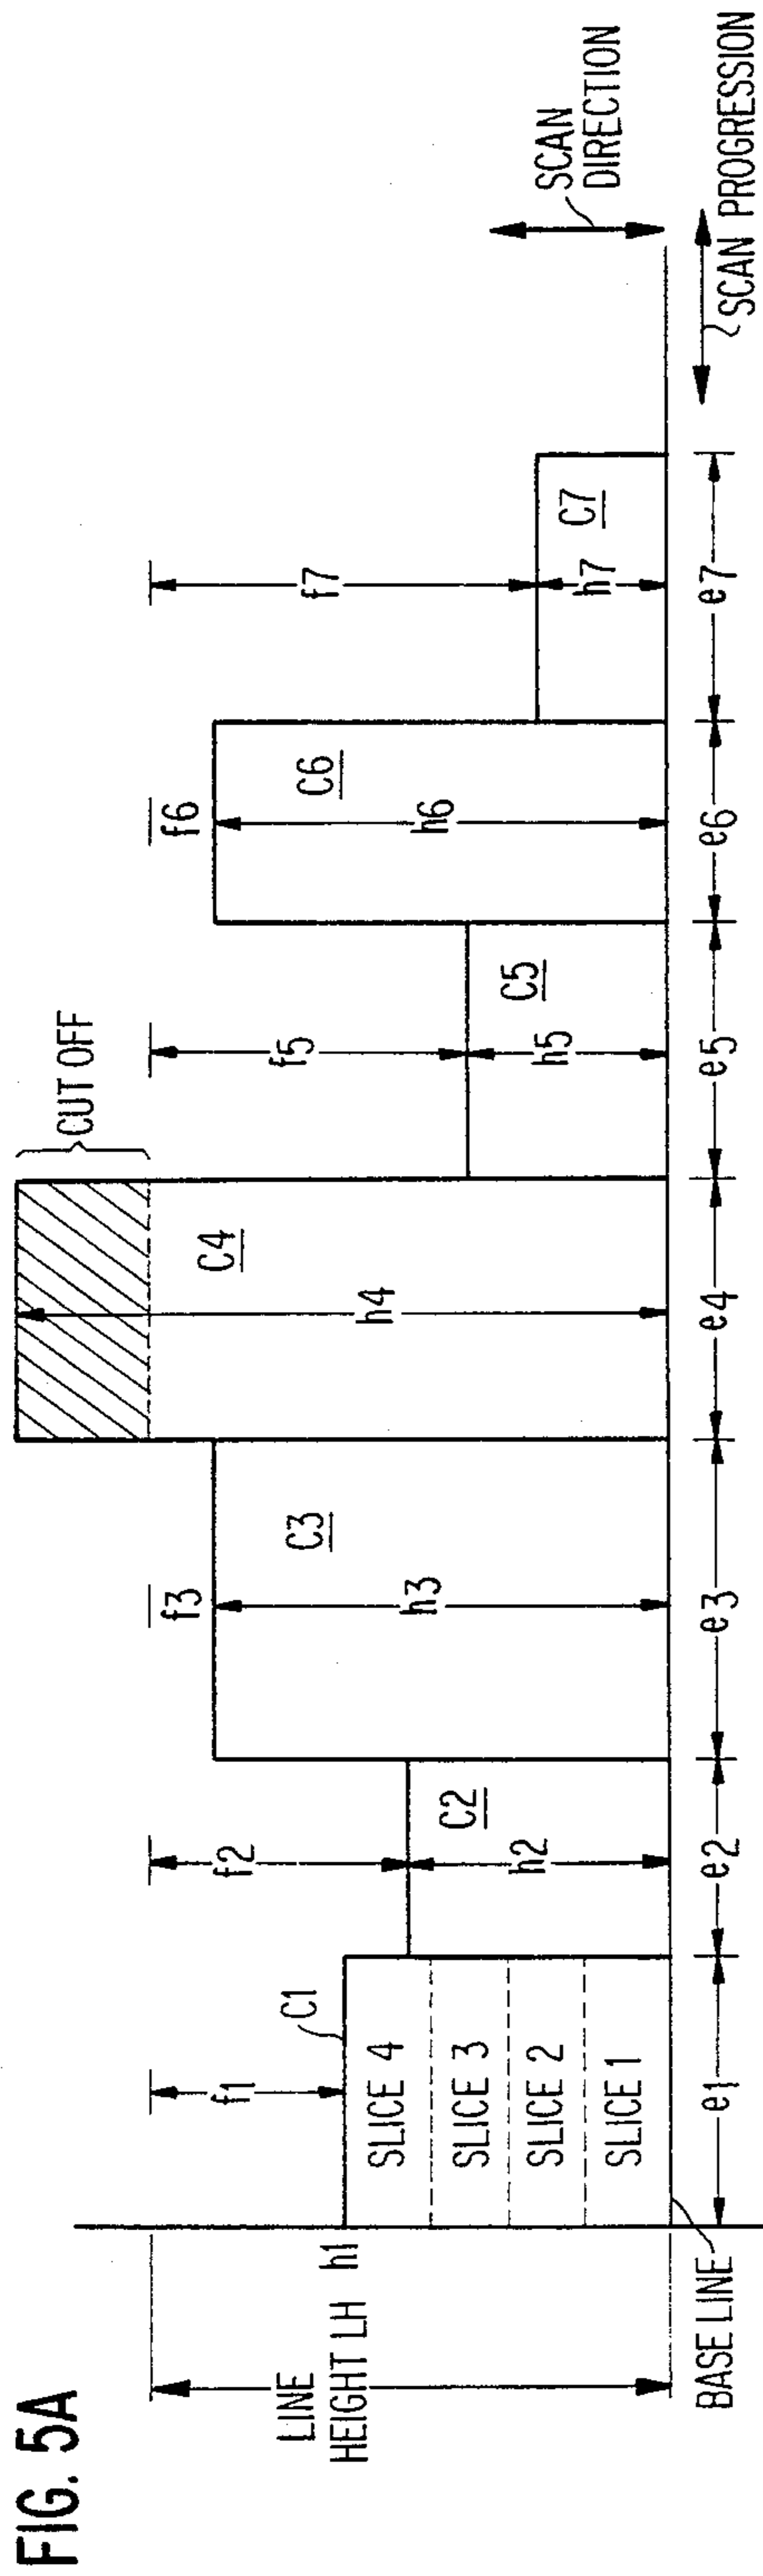 FIG. 5A
LINE
HEIGHT LH
h1
BASE LINE
f1
C1
SLICE 4
SLICE 3
SLICE 2
SLICE 1
e1
f2
C2
h2
e2
f3
C3
h3
e3
CUT OFF
C4
h4
e4
f5
C5
h5
e5
f6
C6
h6
e6
f7
C7
h7
e7
SCAN
DIRECTION
SCAN PROGRESSION